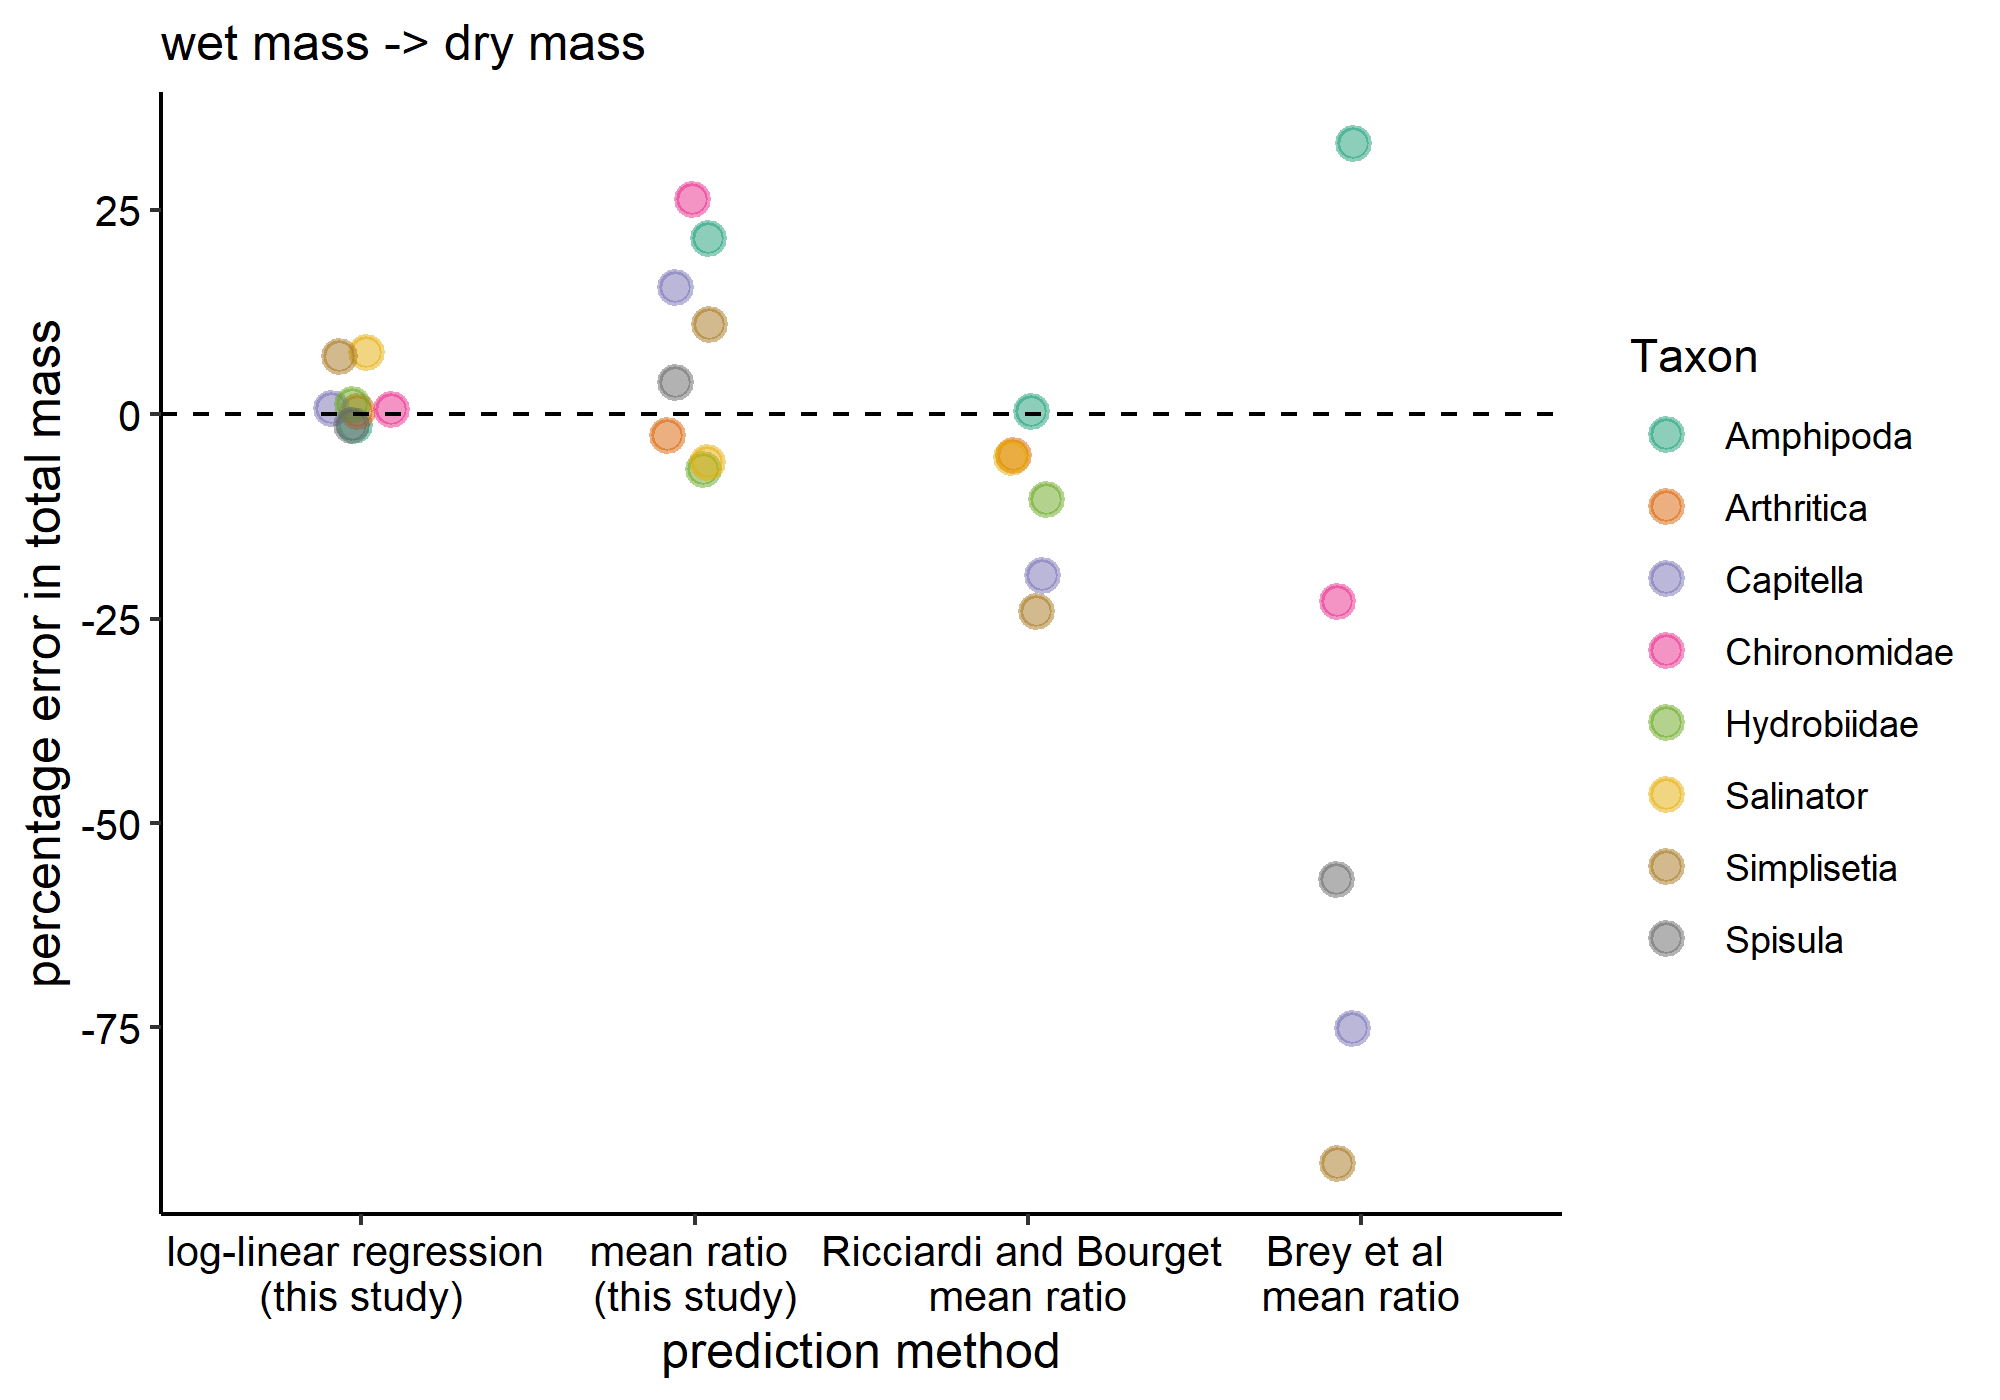 wet mass -> dry mass
percentage error in total mass
25
0
-25
-50
-75
log-linear regression
(this study)
mean ratio
(this study)
Ricciardi and Bourget
mean ratio
Brey et al
mean ratio
prediction method
Taxon
Amphipoda
Arthritica
Capitella
Chironomidae
Hydrobiidae
Salinator
Simplisetia
Spisula